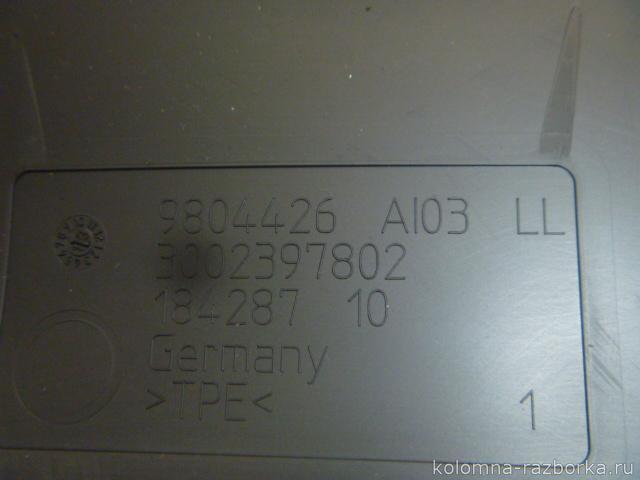 9804426 AI03 LL
3002397802
184287 10
Germany
>TPE< 1
kolomna-razborka.ru